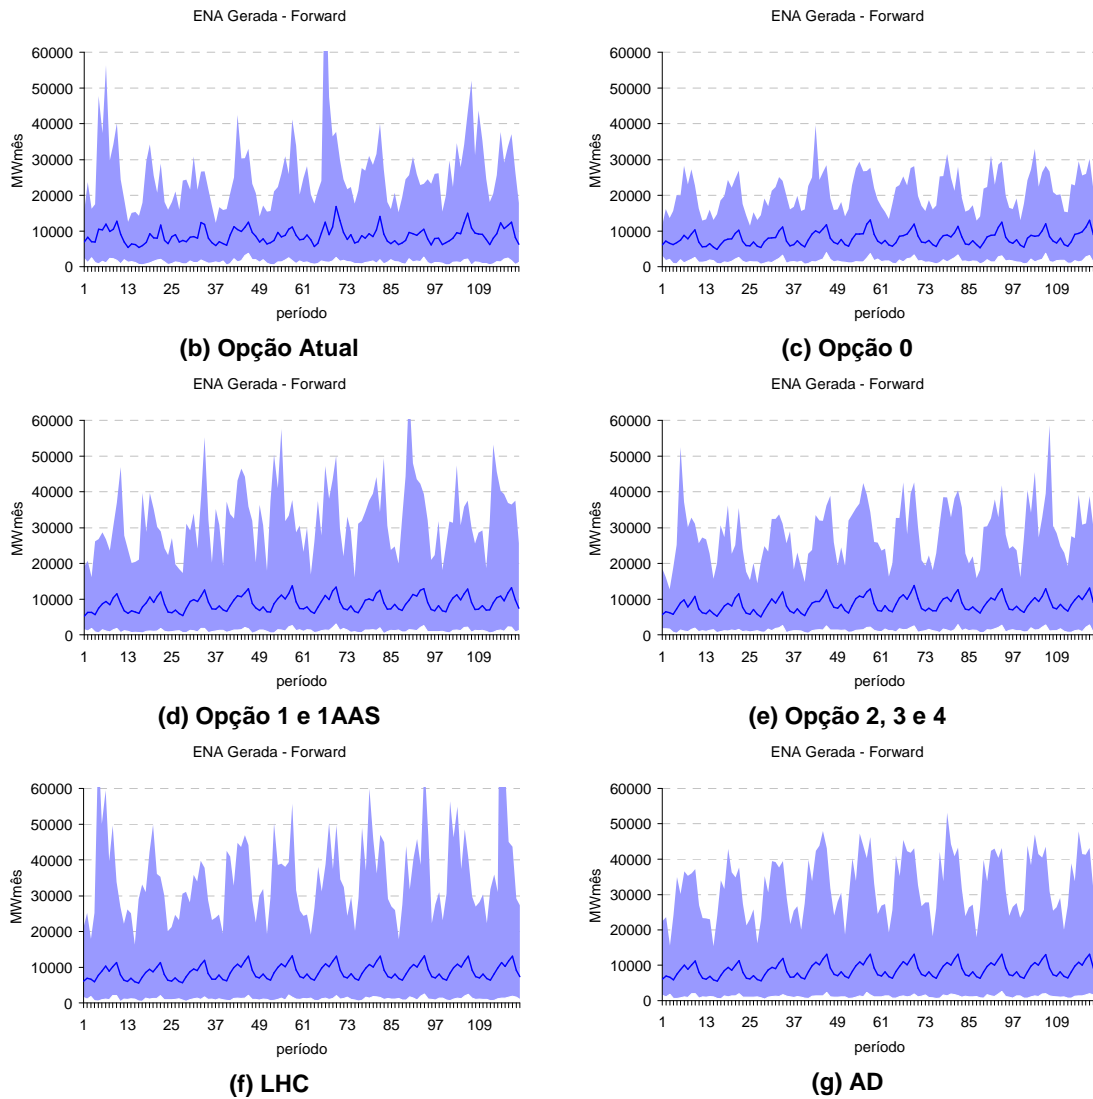 ENA Gerada - Forward
60000
50000
40000
30000
20000
10000
0
MWmês
1 13 25 37 49 61 73 85 97 109
período
(b) Opção Atual
ENA Gerada - Forward
60000
50000
40000
30000
20000
10000
0
MWmês
1 13 25 37 49 61 73 85 97 109
período
(c) Opção 0
ENA Gerada - Forward
60000
50000
40000
30000
20000
10000
0
MWmês
1 13 25 37 49 61 73 85 97 109
período
(d) Opção 1 e 1AAS
ENA Gerada - Forward
60000
50000
40000
30000
20000
10000
0
MWmês
1 13 25 37 49 61 73 85 97 109
período
(e) Opção 2, 3 e 4
ENA Gerada - Forward
60000
50000
40000
30000
20000
10000
0
MWmês
1 13 25 37 49 61 73 85 97 109
período
(f) LHC
ENA Gerada - Forward
60000
50000
40000
30000
20000
10000
0
MWmês
1 13 25 37 49 61 73 85 97 109
período
(g) AD